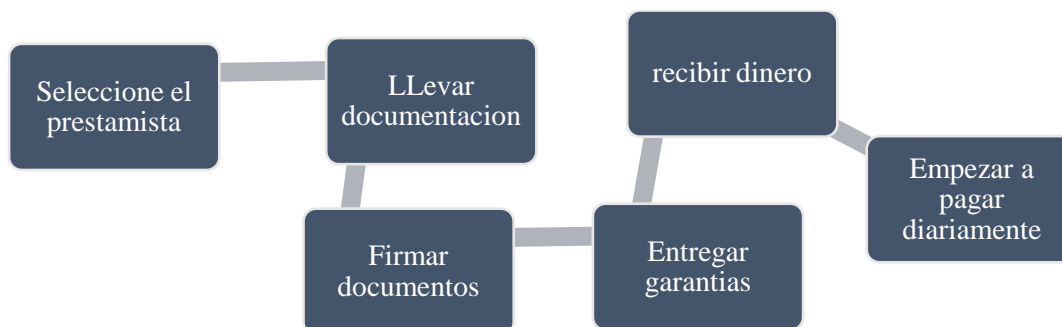 Seleccione el
prestamista
LLevar
documentacion
Firmar
documentos
Entregar
garantias
recibir dinero
Empezar a
pagar
diariamente